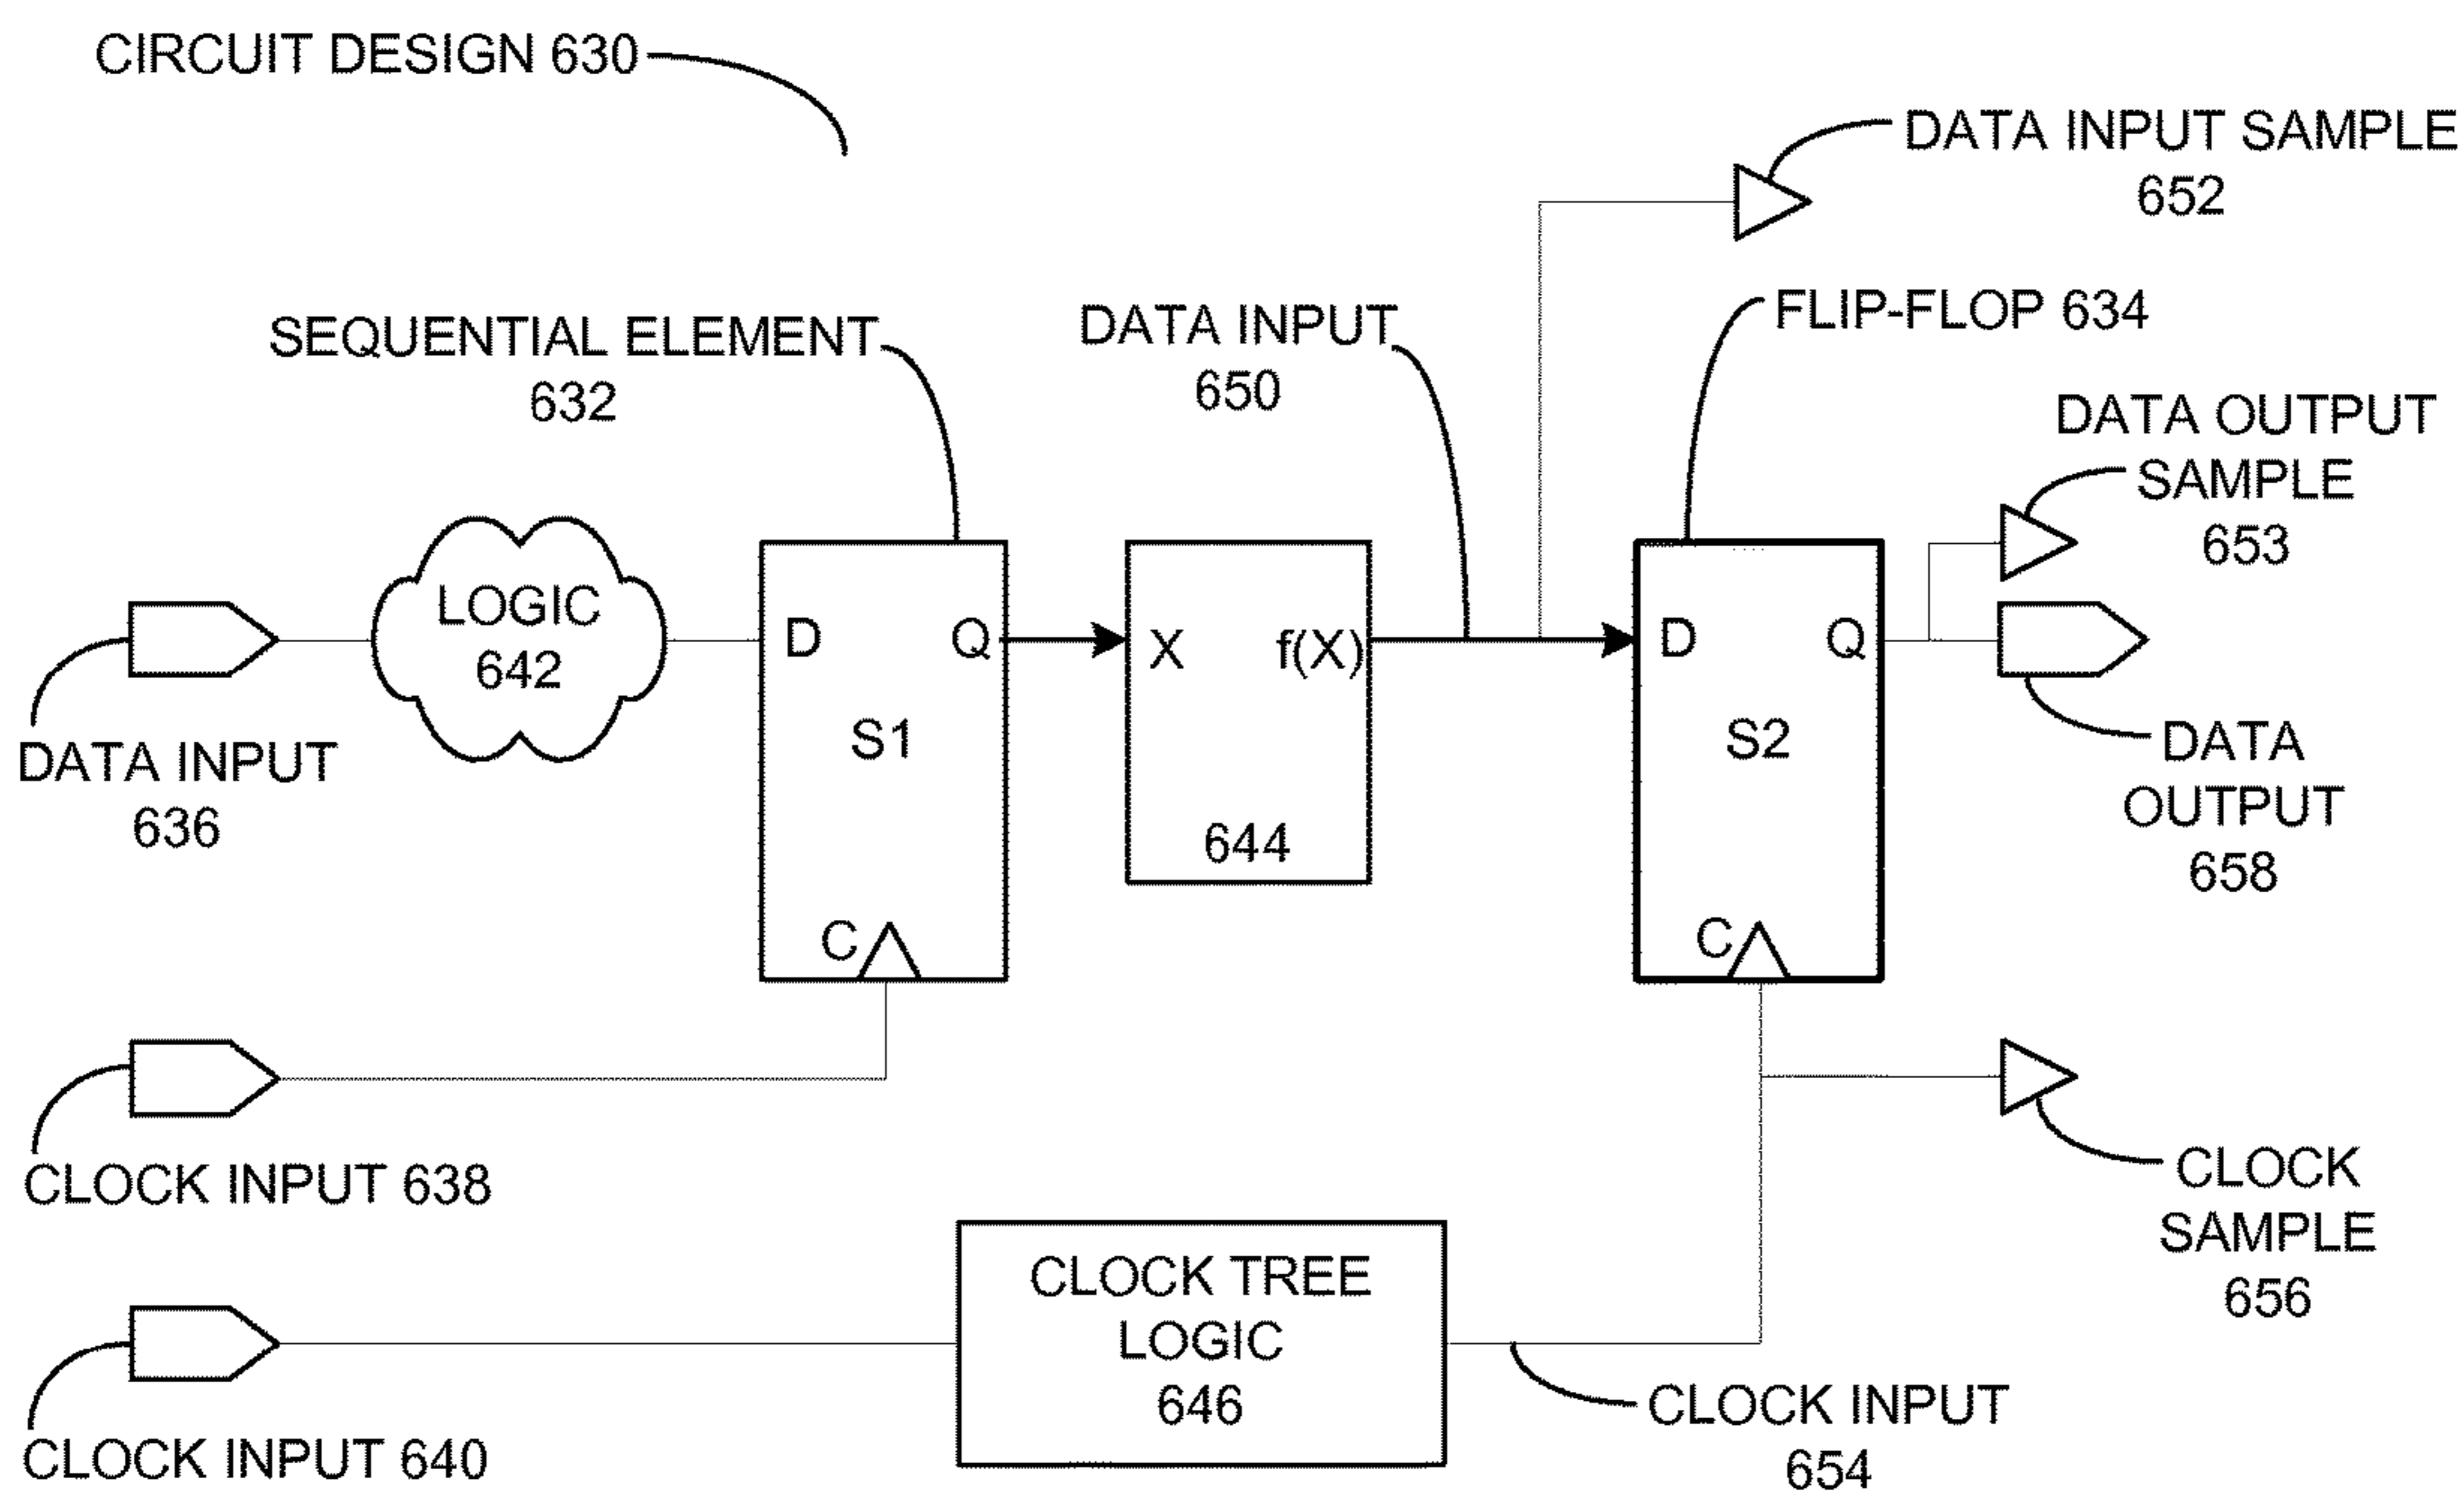 CIRCUIT DESIGN 630
DATA INPUT SAMPLE
652
SEQUENTIAL ELEMENT
632
DATA INPUT
650
FLIP-FLOP 634
DATA OUTPUT
SAMPLE
653
LOGIC
642
D Q
S1
C
X f(X)
644
D Q
S2
C
DATA INPUT
636
DATA
OUTPUT
658
CLOCK INPUT 638
CLOCK
SAMPLE
656
CLOCK TREE
LOGIC
646
CLOCK INPUT 640
CLOCK INPUT
654